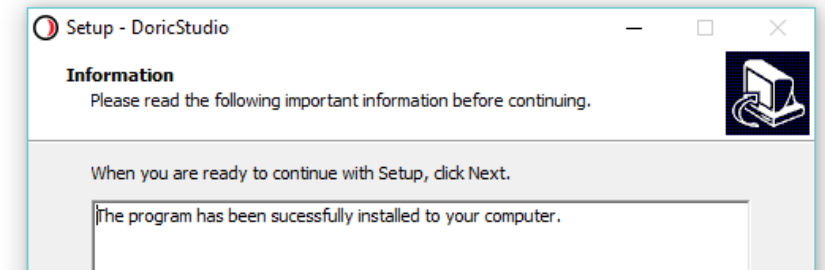 Setup - DoricStudio
Information
Please read the following important information before continuing.
When you are ready to continue with Setup, click Next.
The program has been sucessfully installed to your computer.